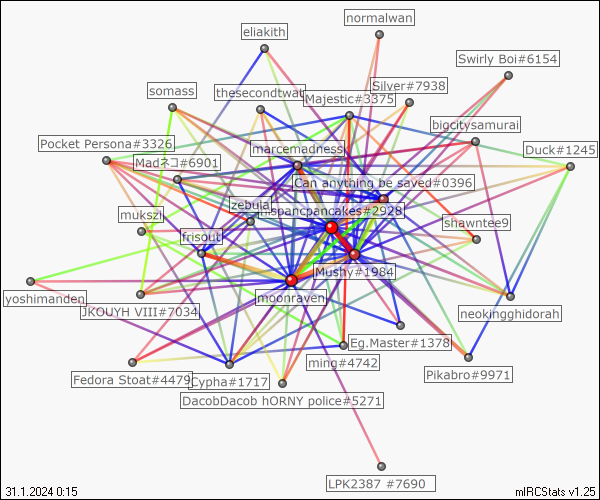 normalwan
eliakith
Swirly Boi#6154
somass
thesecondtwat
Silver#7938
Majestic#3375
bigcitysamurai
Pocket Persona#3326
marcemadness
Duck#1245
Madネコ#6901
Can anything be saved#0396
zebula
mspancpancakes#2928
mukszi
shawntee9
frisout
Mushy#1984
yoshimanden
moonraven
JKOUYH VIII#7034
neokingghidorah
Eg.Master#1378
ming#4742
Pikabro#9971
Fedora Stoat#4479
Cypha#1717
DacobDacob hORNY police#5271
LPK2387 #7690
31.1.2024 0:15
mIRCStats v1.25